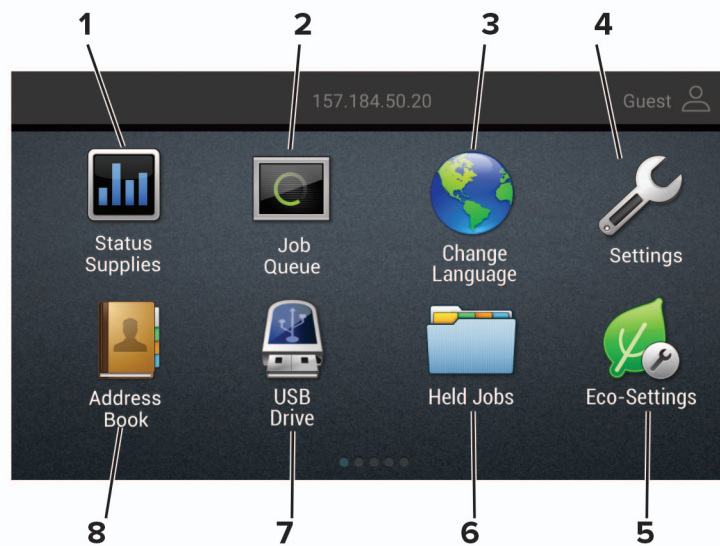 1 2 3 4
157.184.50.20 Guest
Status
Supplies
Job
Queue
Change
Language
Settings
Address
Book
USB
Drive
Held Jobs
Eco-Settings
8 7 6 5